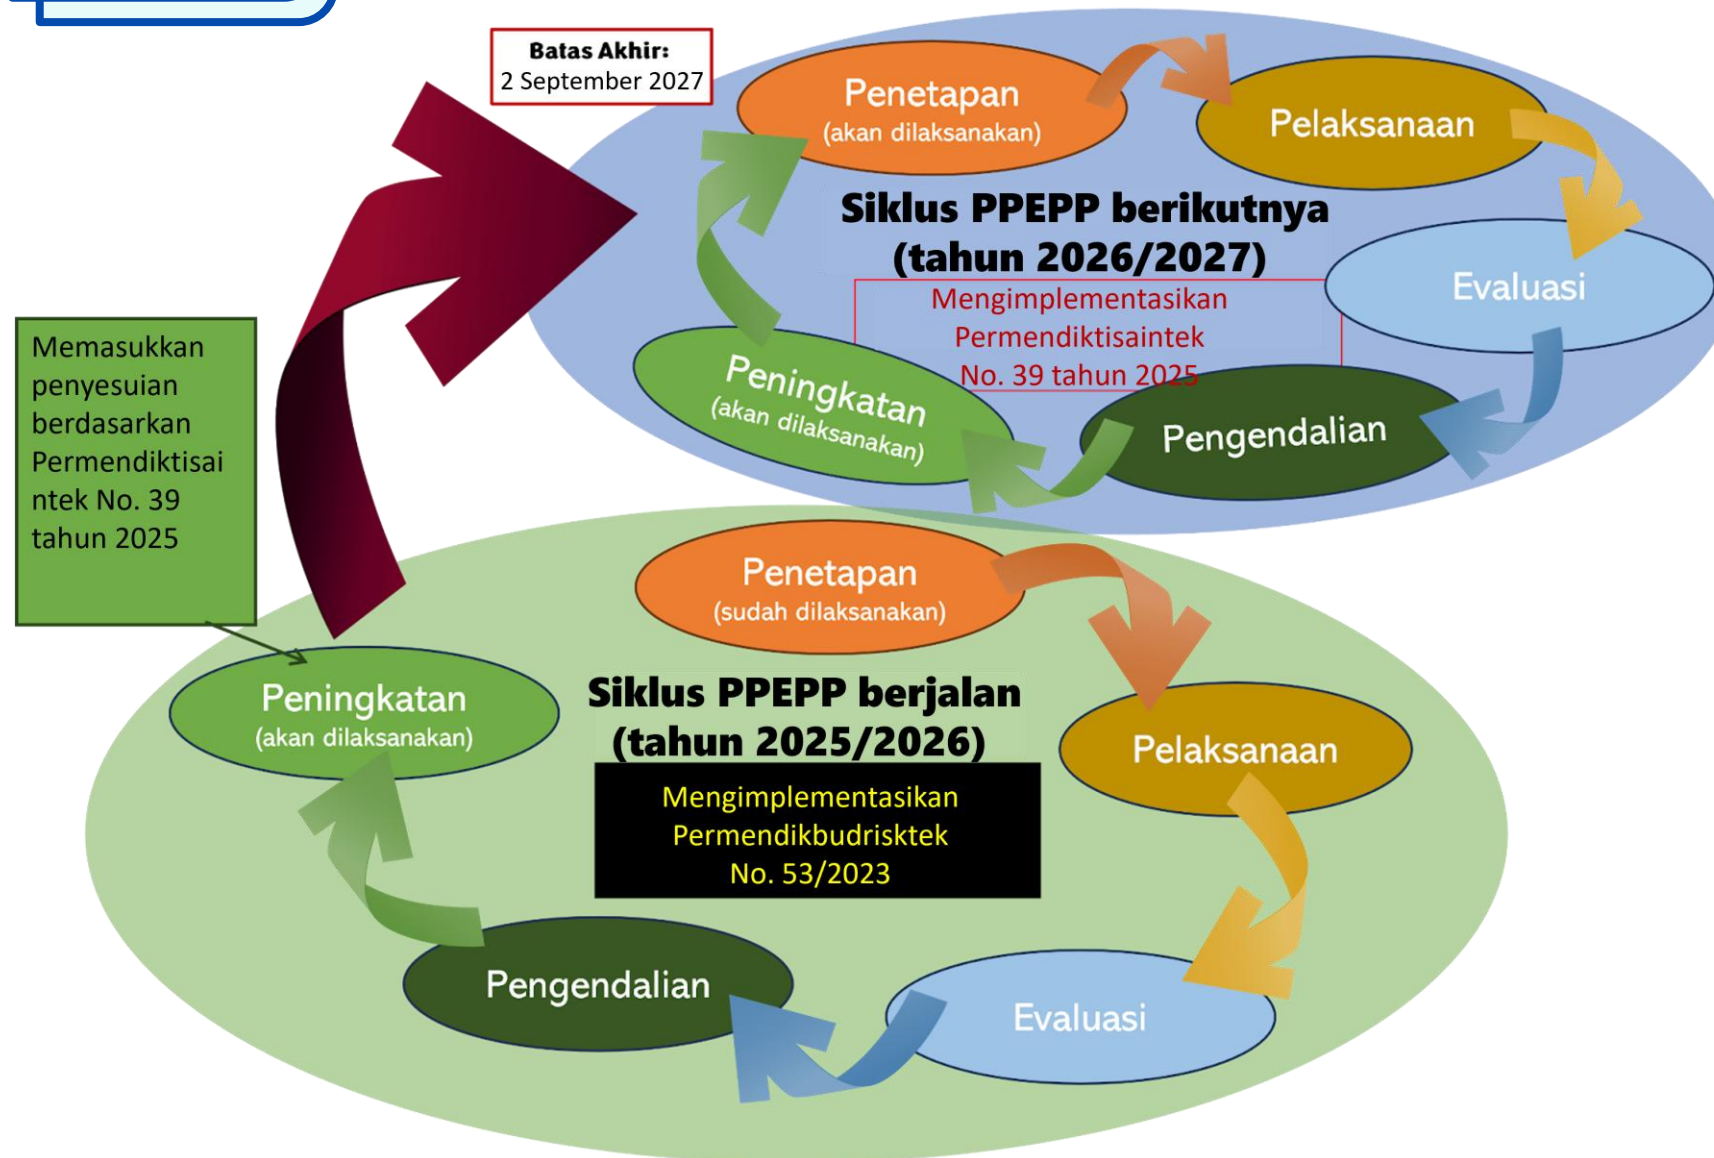 Batas Akhir:
2 September 2027
Penetapan
(akan dilaksanakan)
Pelaksanaan
Siklus PPEPP berikutnya
(tahun 2026/2027)
Evaluasi
Mengimplementasikan
Permendiktisaintek
No. 39 tahun 2025
Peningkatan
(akan dilaksanakan)
Pengendalian
Memasukkan
penyesuian
berdasarkan
Permendiktisai
ntek No. 39
tahun 2025
Penetapan
(sudah dilaksanakan)
Peningkatan
(akan dilaksanakan)
Siklus PPEPP berjalan
(tahun 2025/2026)
Pelaksanaan
Mengimplementasikan
Permendikbudrisktek
No. 53/2023
Pengendalian
Evaluasi